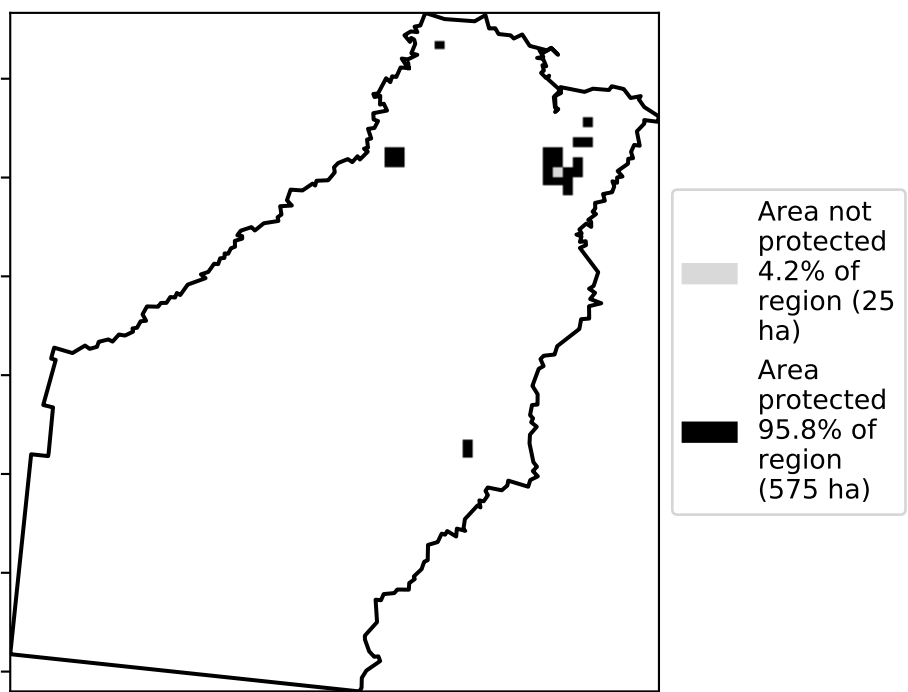 Area not
protected
4.2% of
region (25
ha)
Area
protected
95.8% of
region
(575 ha)